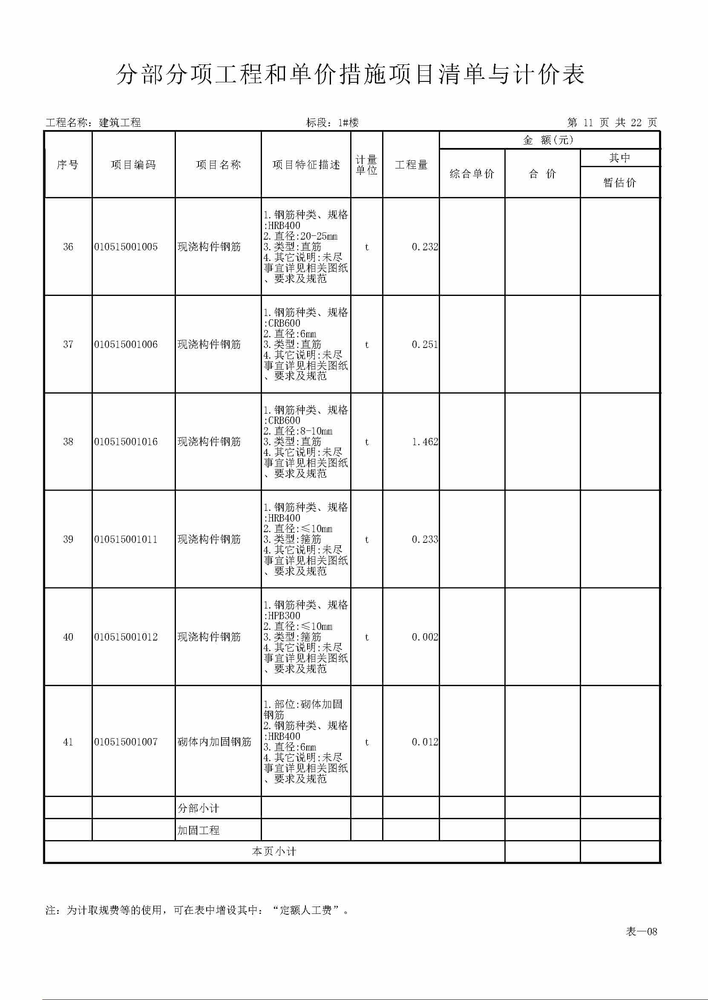 分部分项工程和单价措施项目清单与计价表
工程名称：建筑工程 标段：1#楼 第 11 页 共 22 页
序号 项目编码 项目名称 项目特征描述 计量单位 工程量 金 额(元)
综合单价 合 价 其中
暂估价
36 010515001005 现浇构件钢筋
1.钢筋种类、规格
:HRB400
2.直径:20-25mm
3.类型:直筋
4.其它说明:未尽
事宜详见相关图纸
、要求及规范
t 0.232
37 010515001006 现浇构件钢筋
1.钢筋种类、规格
:CRB600
2.直径:6mm
3.类型:直筋
4.其它说明:未尽
事宜详见相关图纸
、要求及规范
t 0.251
38 010515001016 现浇构件钢筋
1.钢筋种类、规格
:CRB600
2.直径:8-10mm
3.类型:直筋
4.其它说明:未尽
事宜详见相关图纸
、要求及规范
t 1.462
39 010515001011 现浇构件钢筋
1.钢筋种类、规格
:HRB400
2.直径:≤10mm
3.类型:箍筋
4.其它说明:未尽
事宜详见相关图纸
、要求及规范
t 0.233
40 010515001012 现浇构件钢筋
1.钢筋种类、规格
:HPB300
2.直径:≤10mm
3.类型:箍筋
4.其它说明:未尽
事宜详见相关图纸
、要求及规范
t 0.002
41 010515001007 砌体内加固钢筋
1.部位:砌体加固
钢筋
2.钢筋种类、规格
:HRB400
3.直径:6mm
4.其它说明:未尽
事宜详见相关图纸
、要求及规范
t 0.012
分部小计
加固工程
本页小计
注：为计取规费等的使用，可在表中增设其中：“定额人工费”。
表—08